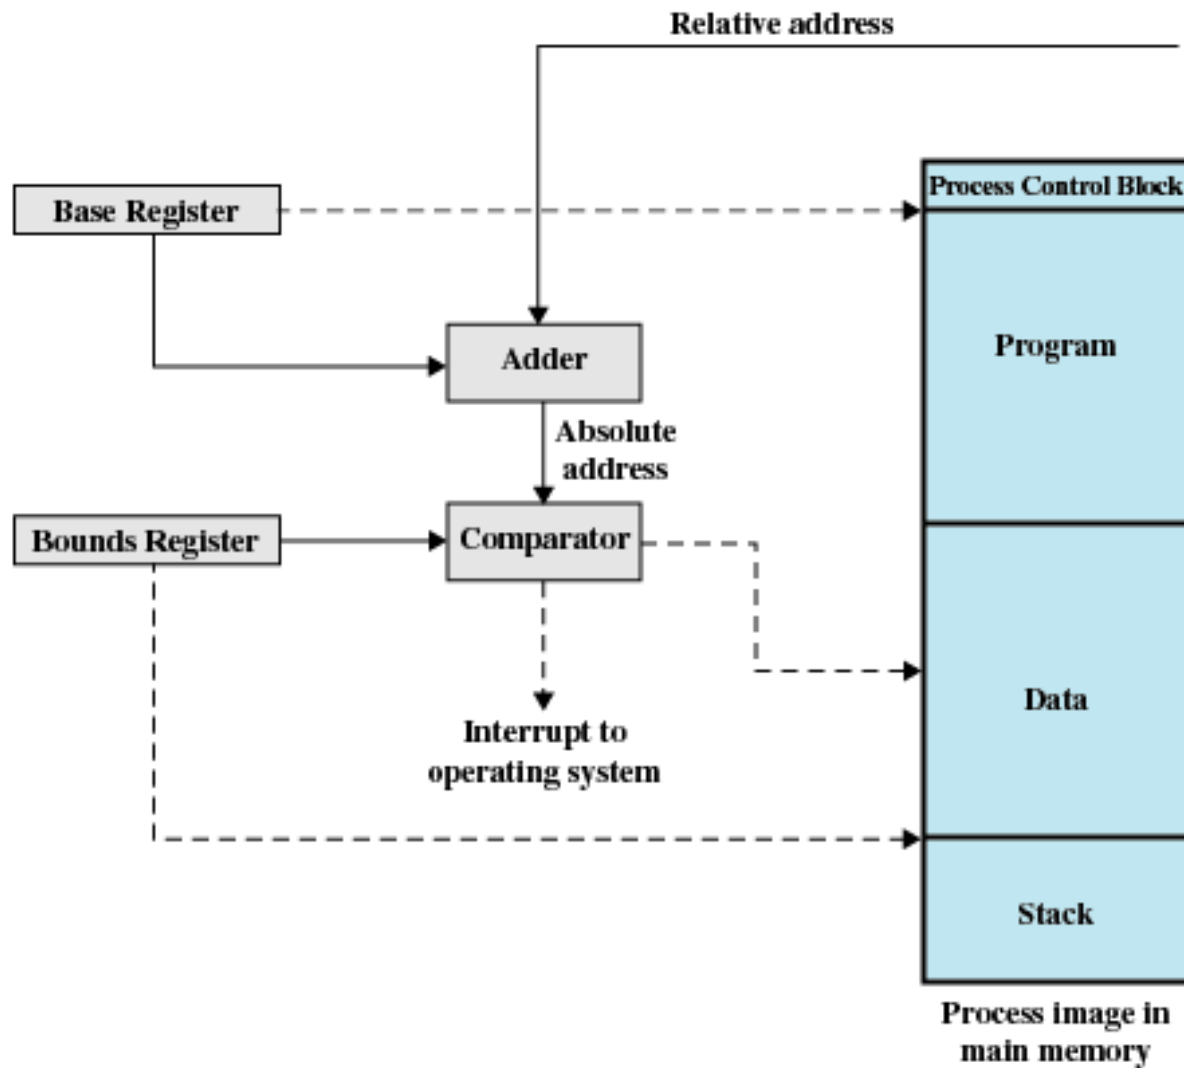 Relative address
Process Control Block
Base Register
Program
Adder
Absolute
address
Bounds Register
Comparator
Data
Interrupt to
operating system
Stack
Process image in
main memory